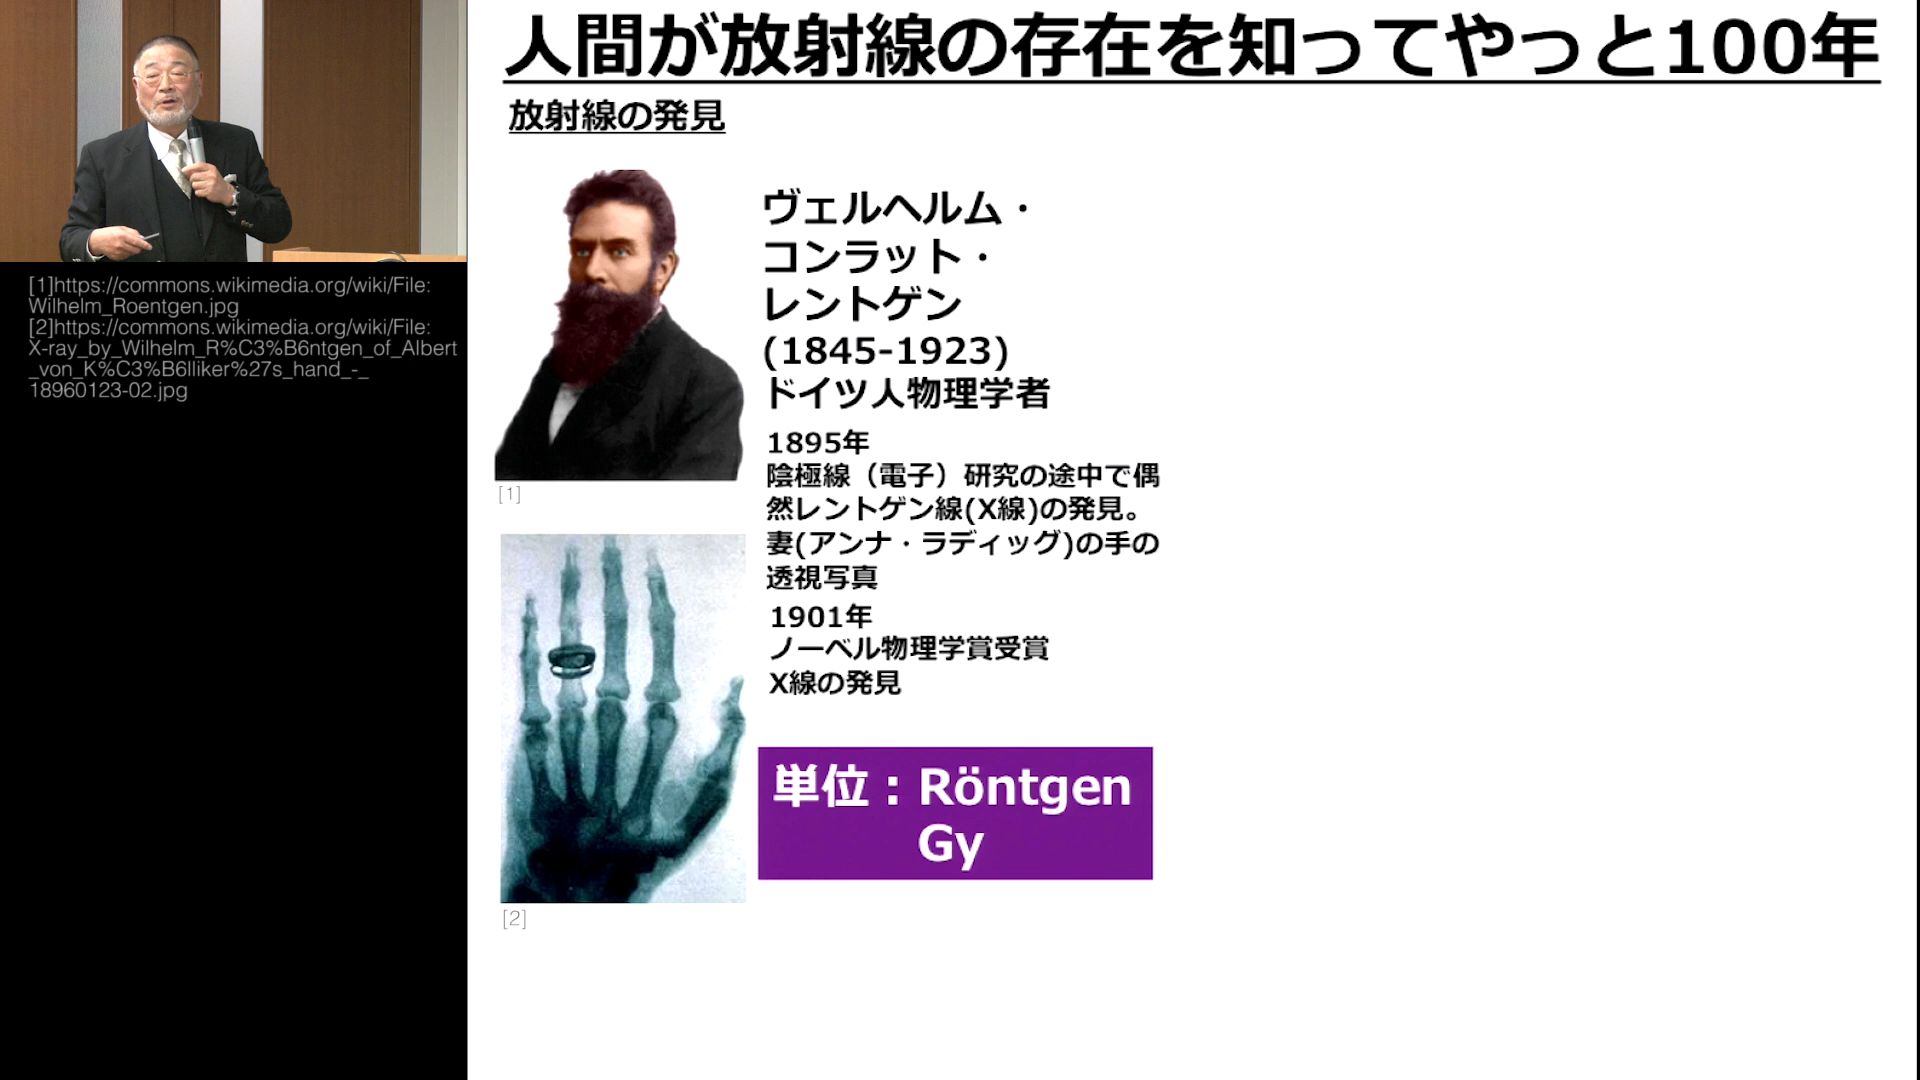 人間が放射線の存在を知ってやっと100年
放射線の発見
ヴェルヘルム・
コンラット・
レントゲン
(1845-1923)
ドイツ人物理学者
1895年
陰極線（電子）研究の途中で偶
然レントゲン線(X線)の発見。
妻(アンナ・ラディッグ)の手の
透視写真
1901年
ノーベル物理学賞受賞
X線の発見
単位：Röntgen
Gy
[1]
[2]
[1]https://commons.wikimedia.org/wiki/File:
Wilhelm_Roentgen.jpg
[2]https://commons.wikimedia.org/wiki/File:
X-ray_by_Wilhelm_R%C3%B6ntgen_of_Albert
_von_K%C3%B6lliker%27s_hand_-_
18960123-02.jpg